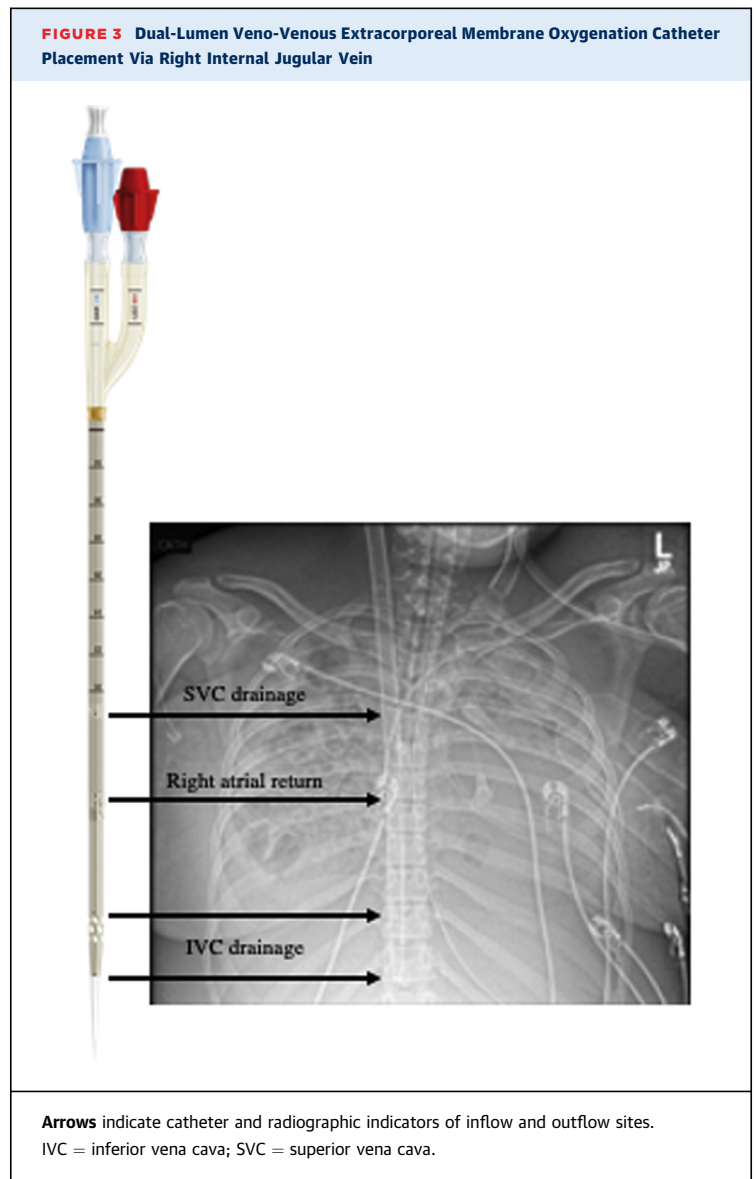 FIGURE 3 Dual-Lumen Veno-Venous Extracorporeal Membrane Oxygenation Catheter
Placement Via Right Internal Jugular Vein
L
SVC drainage
Right atrial return
IVC drainage
Arrows indicate catheter and radiographic indicators of inflow and outflow sites.
IVC = inferior vena cava; SVC = superior vena cava.